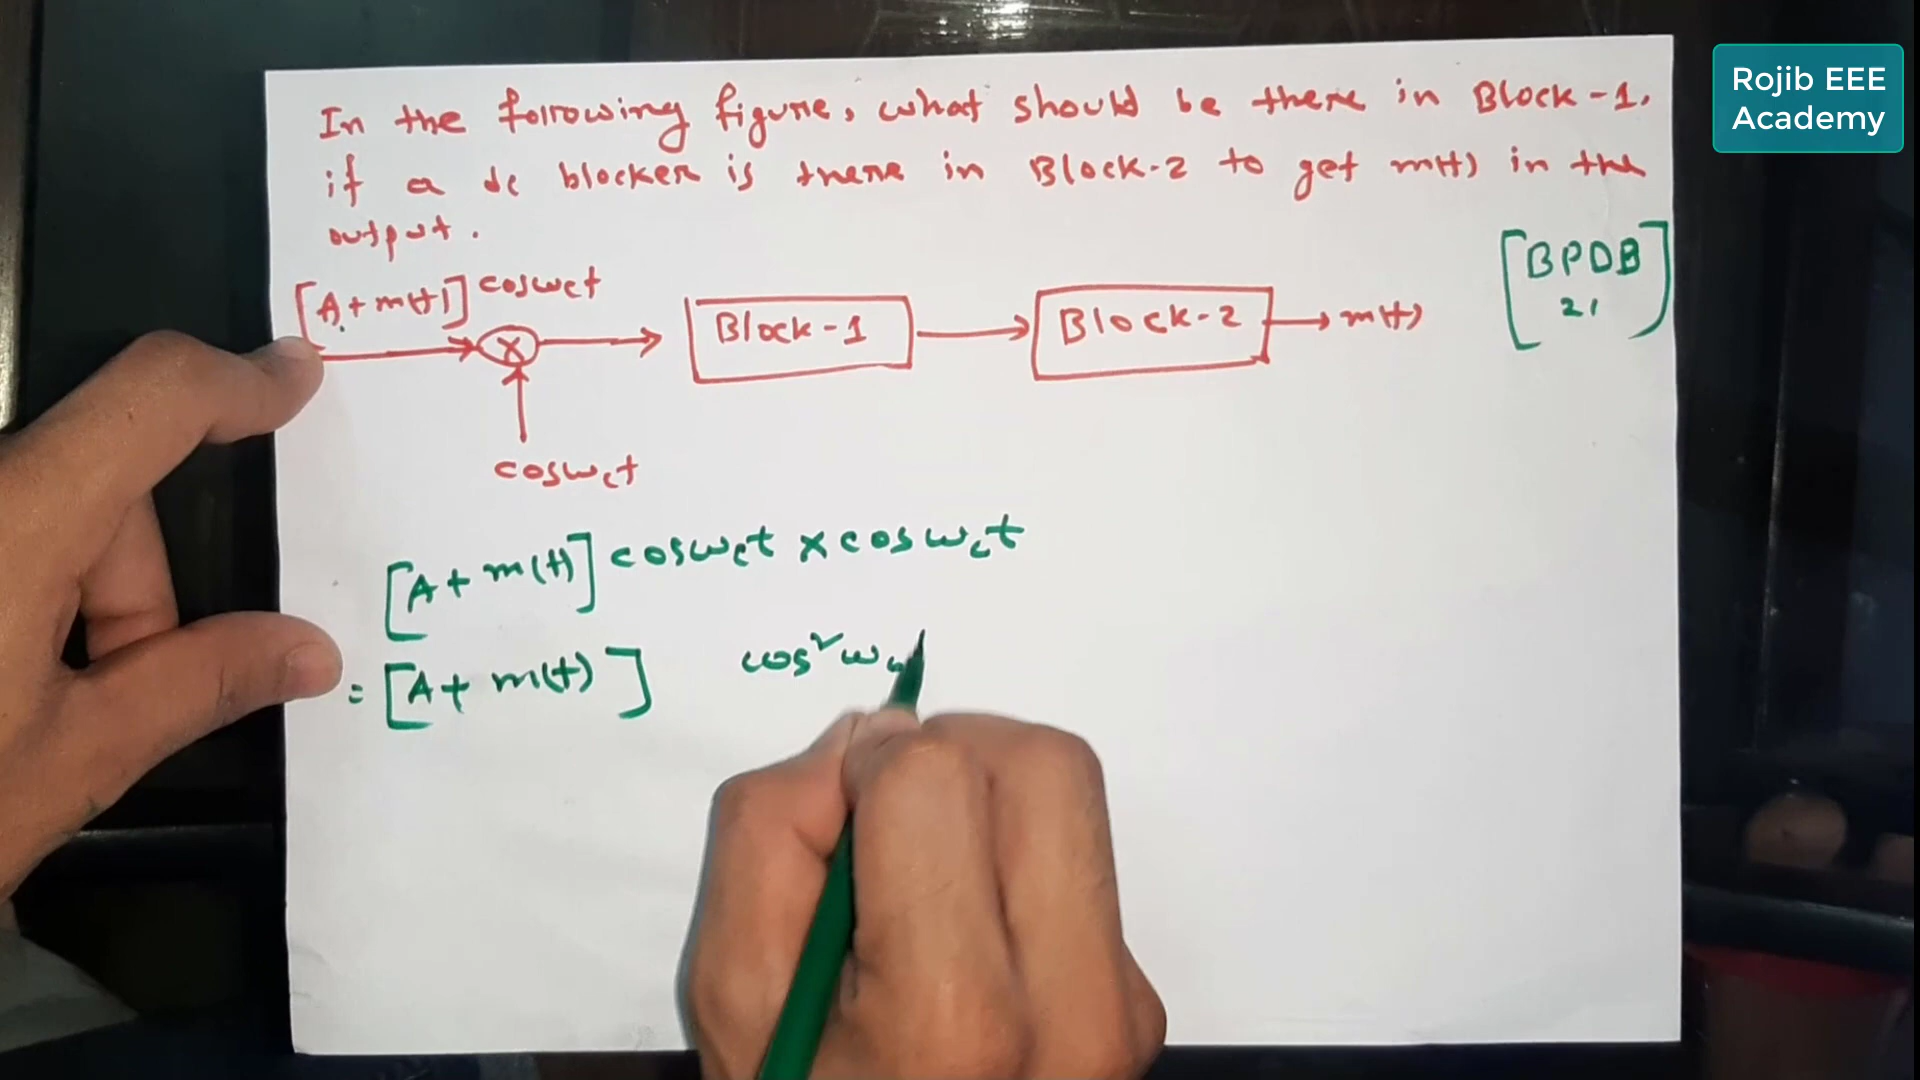 In the following figure, what should be there in Block-1.
if a dc blocker is there in Block-2 to get m(t) in the
output.
[BPDB
21]
[A+m(t)] cosωct
X
Block-1
Block-2
m(t)
cosωct
[A+m(t)] cosωct × cosωct
= [A+ m(t)] cos²ω
Rojib EEE
Academy